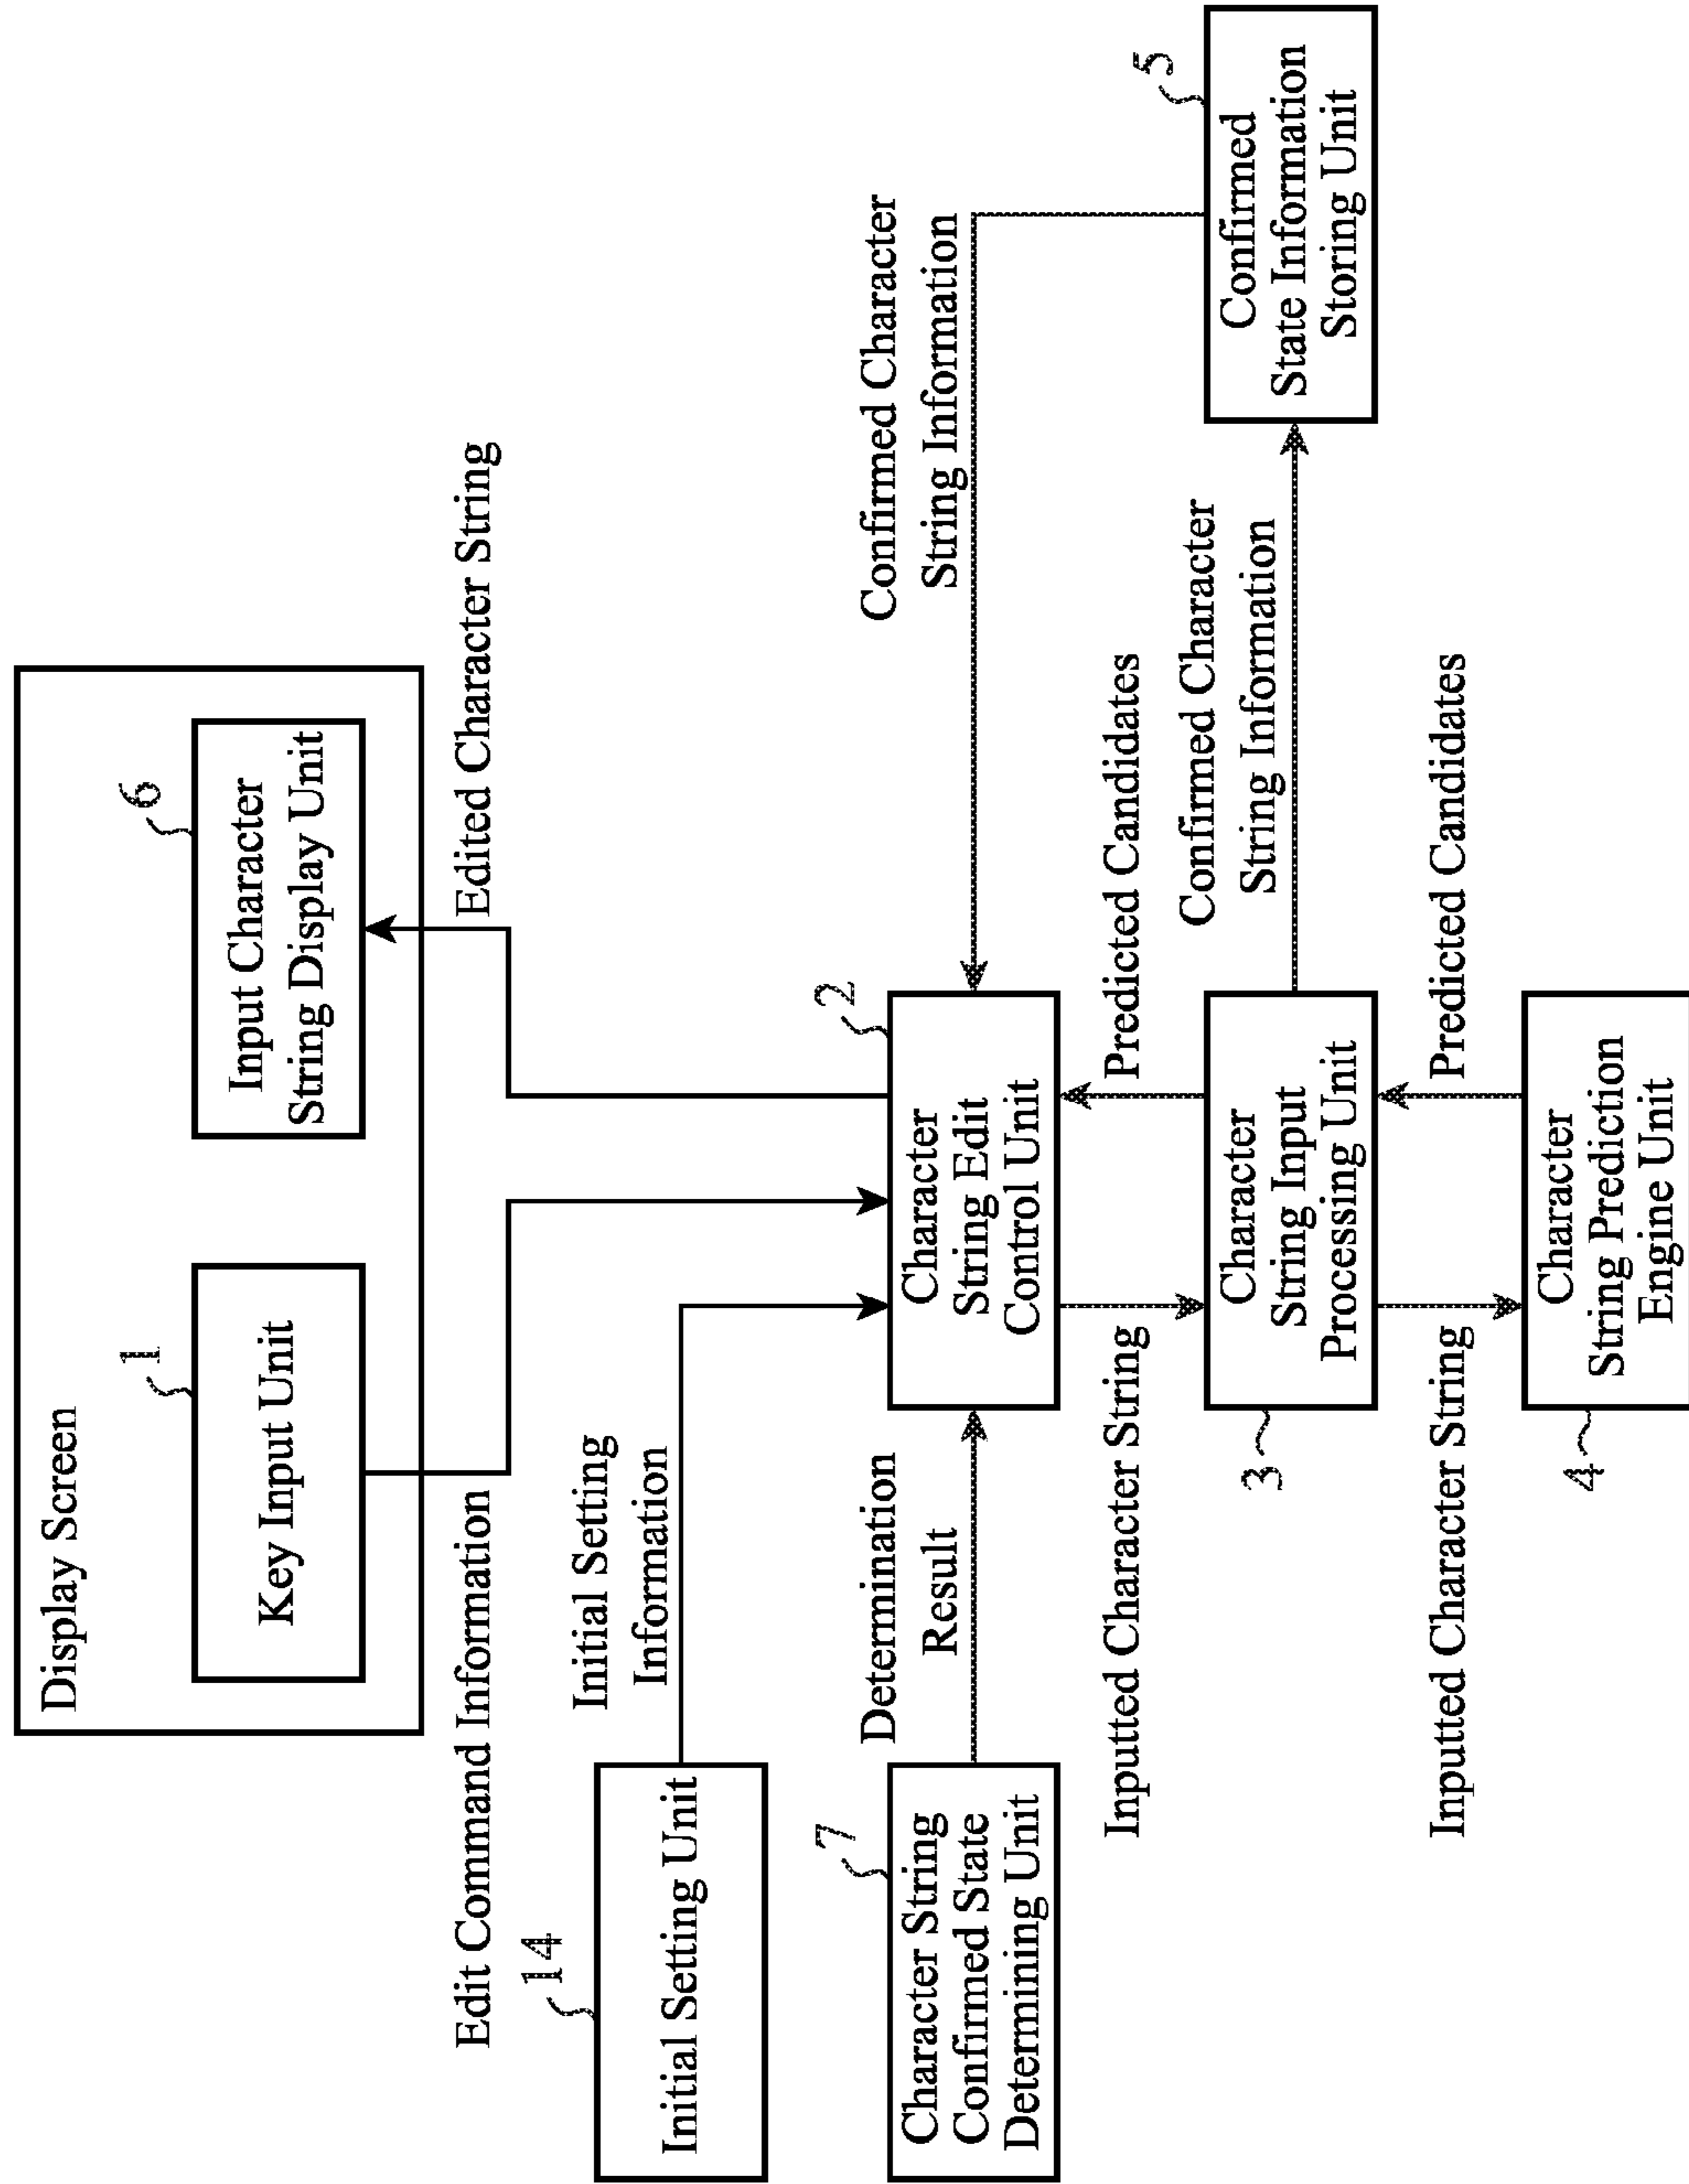 Display Screen
1
Key Input Unit
6
Input Character
String Display Unit
Edit Command Information
Edited Character String
14
Initial Setting Unit
Initial Setting
Information
7
Character String
Confirmed State
Determining Unit
Determination
Result
2
Character
String Edit
Control Unit
Confirmed Character
String Information
Inputted Character String
Predicted Candidates
3
Character
String Input
Processing Unit
Confirmed Character
String Information
5
Confirmed
State Information
Storing Unit
Inputted Character String
Predicted Candidates
4
Character
String Prediction
Engine Unit